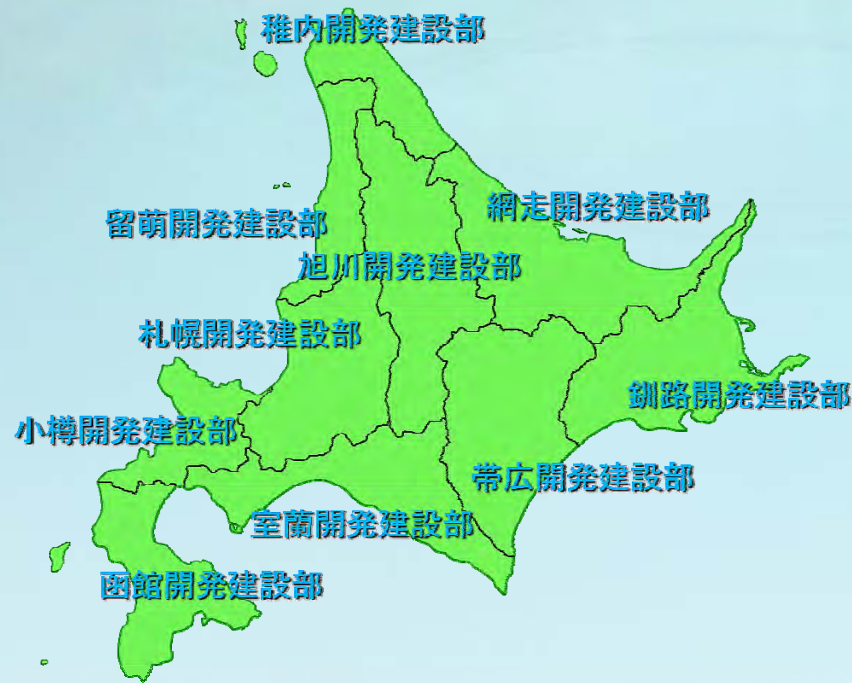 稚内開発建設部
網走開発建設部
留萌開発建設部
旭川開発建設部
札幌開発建設部
釧路開発建設部
小樽開発建設部
帯広開発建設部
室蘭開発建設部
函館開発建設部